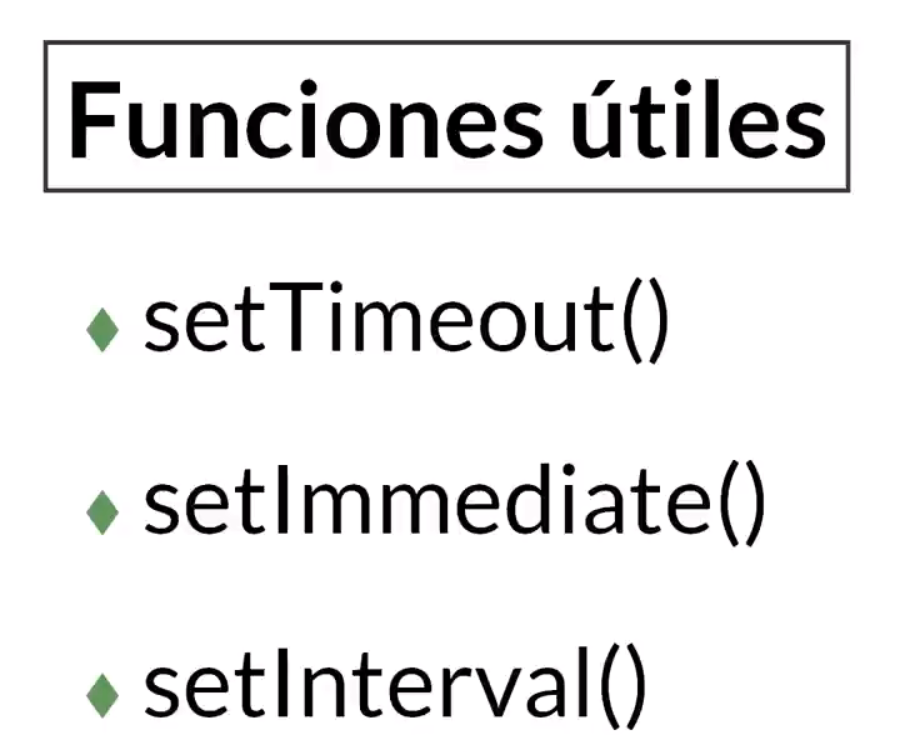 Funciones útiles
setTimeout()
setImmediate()
setInterval()